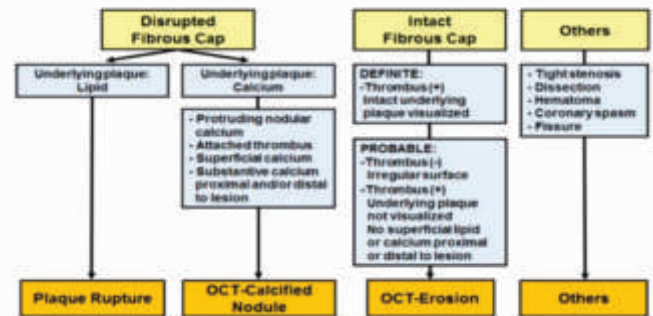 Disrupted
Fibrous Cap
Intact
Fibrous Cap
Others
Underlying plaque:
Lipid
Underlying plaque:
Calcium
- Protruding nodular
calcium
- Attached thrombus
- Superficial calcium
- Substantive calcium
proximal and/or distal
to lesion
DEFINITE:
- Thrombus (+)
Intact underlying
plaque visualized
PROBABLE:
- Thrombus (-)
Irregular surface
- Thrombus (+)
Underlying plaque
not visualized
No superficial lipid
or calcium proximal
or distal to lesion
- Tight stenosis
- Dissection
- Hematoma
- Coronary spasm
- Fissure
Plaque Rupture
OCT-Calcified
Nodule
OCT-Erosion
Others